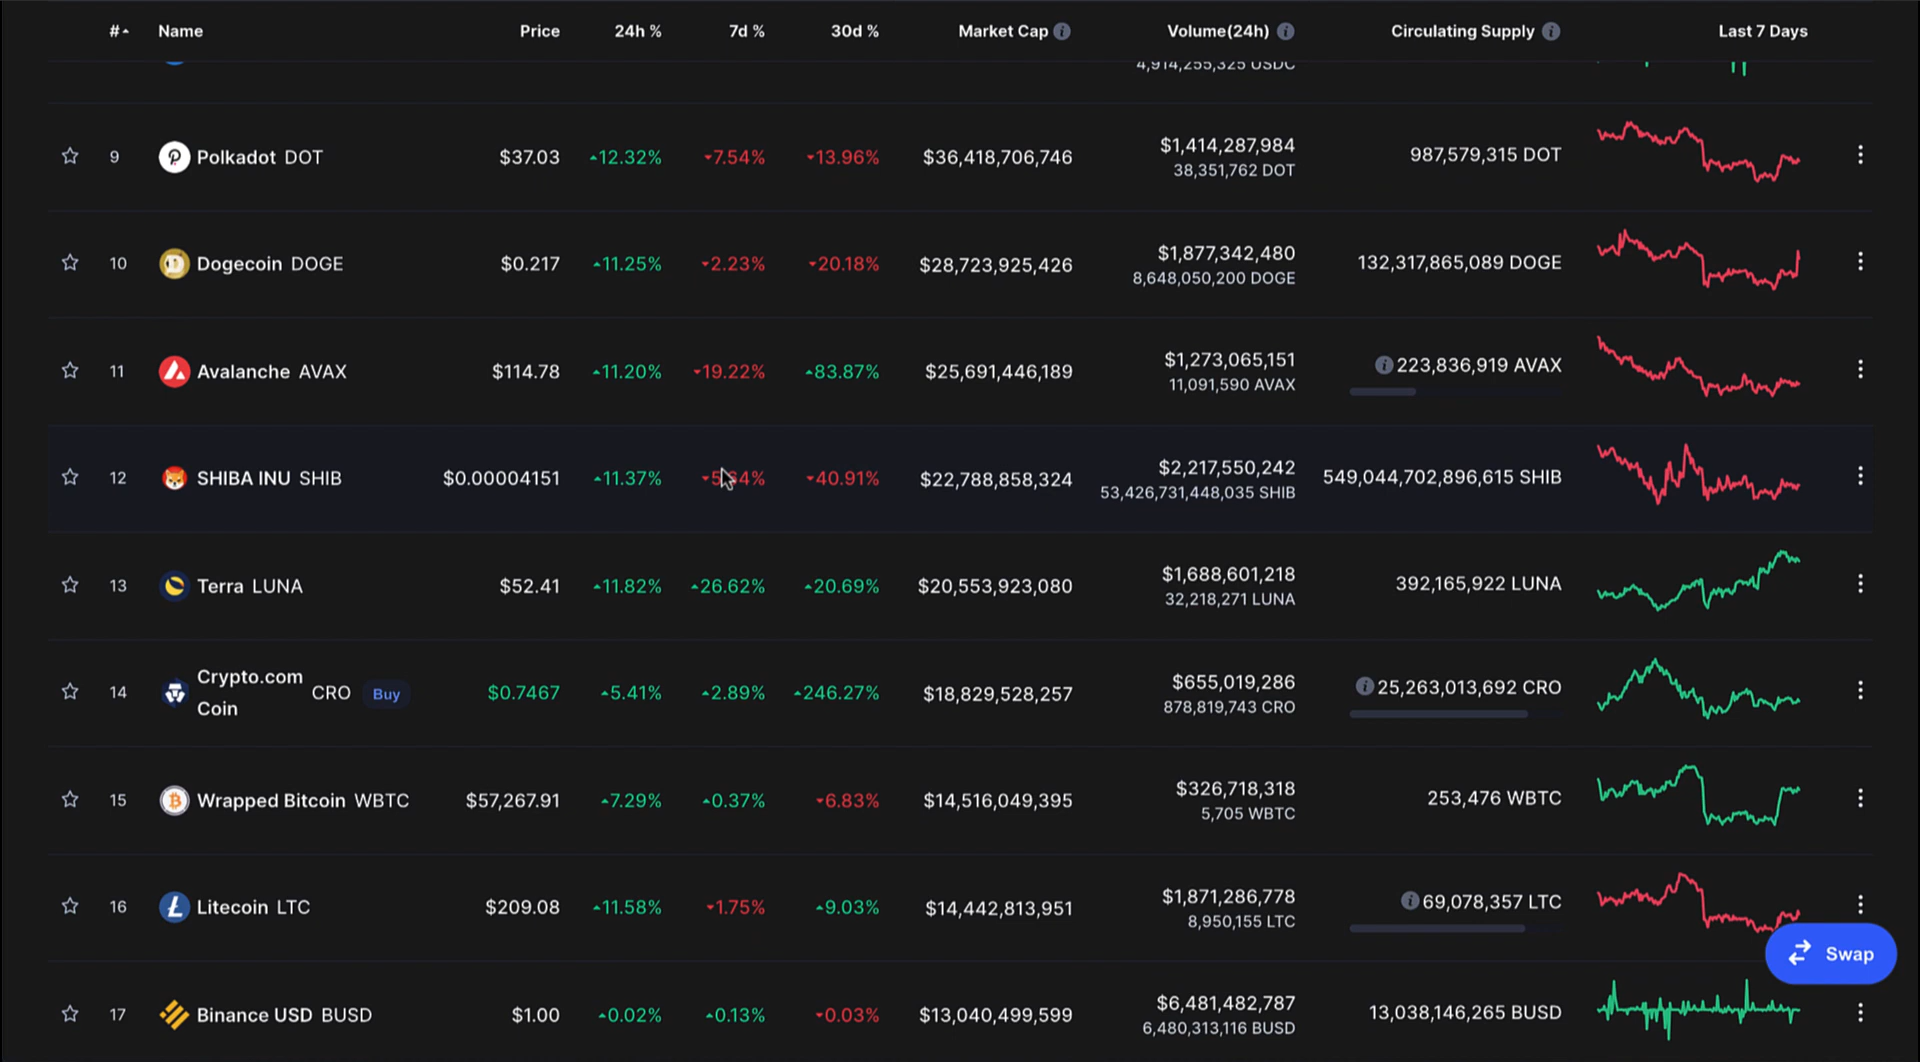 # Name Price 24h % 7d % 30d % Market Cap Volume(24h) Circulating Supply Last 7 Days
4,914,255,325 USDC
9 Polkadot DOT $37.03 12.32% 7.54% 13.96% $36,418,706,746 $1,414,287,984 987,579,315 DOT
38,351,762 DOT
10 Dogecoin DOGE $0.217 11.25% 2.23% 20.18% $28,723,925,426 $1,877,342,480 132,317,865,089 DOGE
8,648,050,200 DOGE
11 Avalanche AVAX $114.78 11.20% 19.22% 83.87% $25,691,446,189 $1,273,065,151 223,836,919 AVAX
11,091,590 AVAX
12 SHIBA INU SHIB $0.00004151 11.37% 40.91% $22,788,858,324 $2,217,550,242 549,044,702,896,615 SHIB
53,426,731,448,035 SHIB
13 Terra LUNA $52.41 11.82% 26.62% 20.69% $20,553,923,080 $1,688,601,218 392,165,922 LUNA
32,218,271 LUNA
14 Crypto.com Coin CRO Buy $0.7467 5.41% 2.89% 246.27% $18,829,528,257 $655,019,286 25,263,013,692 CRO
878,819,743 CRO
15 Wrapped Bitcoin WBTC $57,267.91 7.29% 0.37% 6.83% $14,516,049,395 $326,718,318 253,476 WBTC
5,705 WBTC
16 Litecoin LTC $209.08 11.58% 1.75% 9.03% $14,442,813,951 $1,871,286,778 69,078,357 LTC
8,950,155 LTC
Swap
17 Binance USD BUSD $1.00 0.02% 0.13% 0.03% $13,040,499,599 $6,481,482,787 13,038,146,265 BUSD
6,480,313,116 BUSD